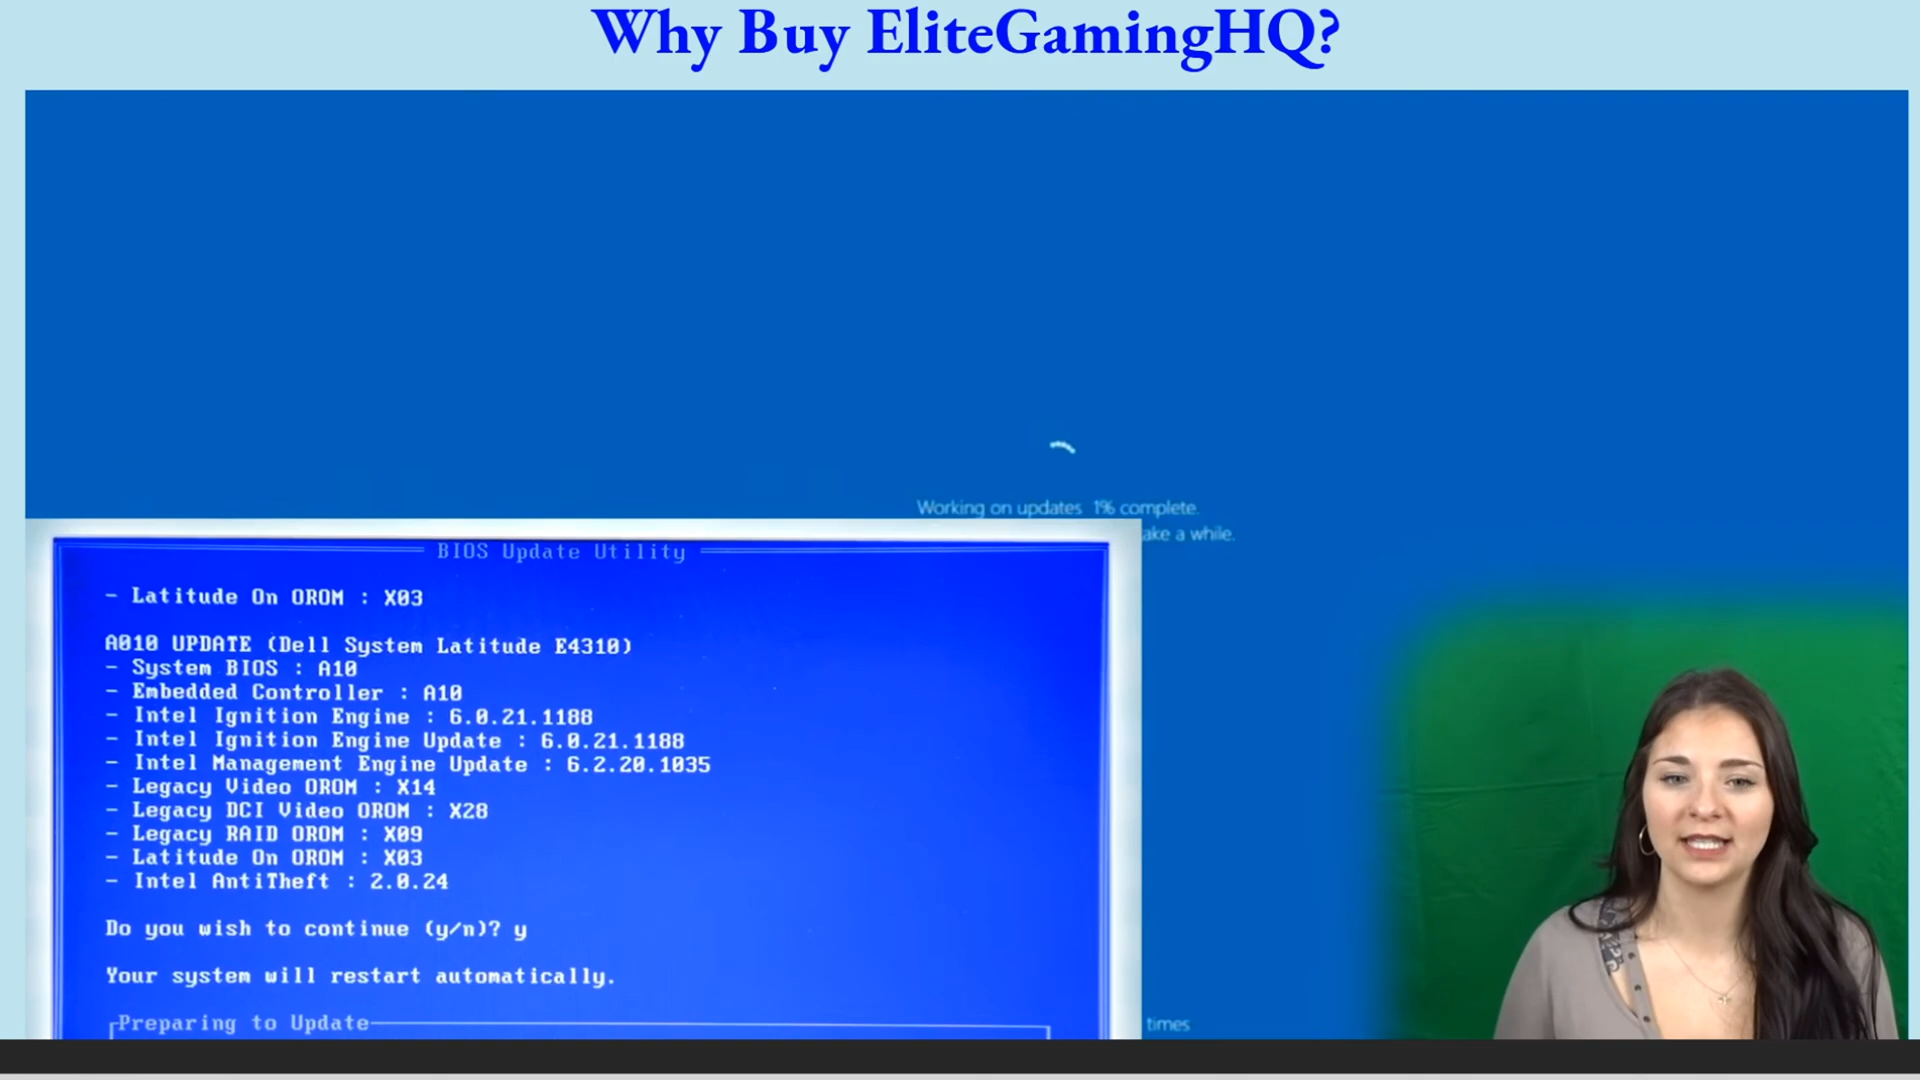 Why Buy EliteGamingHQ?
Working on updates 1% complete.
ake a while.
BIOS Update Utility
- Latitude On OROM : X03
A010 UPDATE (Dell System Latitude E4310)
- System BIOS : A10
- Embedded Controller : A10
- Intel Ignition Engine : 6.0.21.1188
- Intel Ignition Engine Update : 6.0.21.1188
- Intel Management Engine Update : 6.2.20.1035
- Legacy Video OROM : X14
- Legacy DCI Video OROM : X28
- Legacy RAID OROM : X09
- Latitude On OROM : X03
- Intel AntiTheft : 2.0.24
Do you wish to continue (y/n)? y
Your system will restart automatically.
Preparing to Update
times